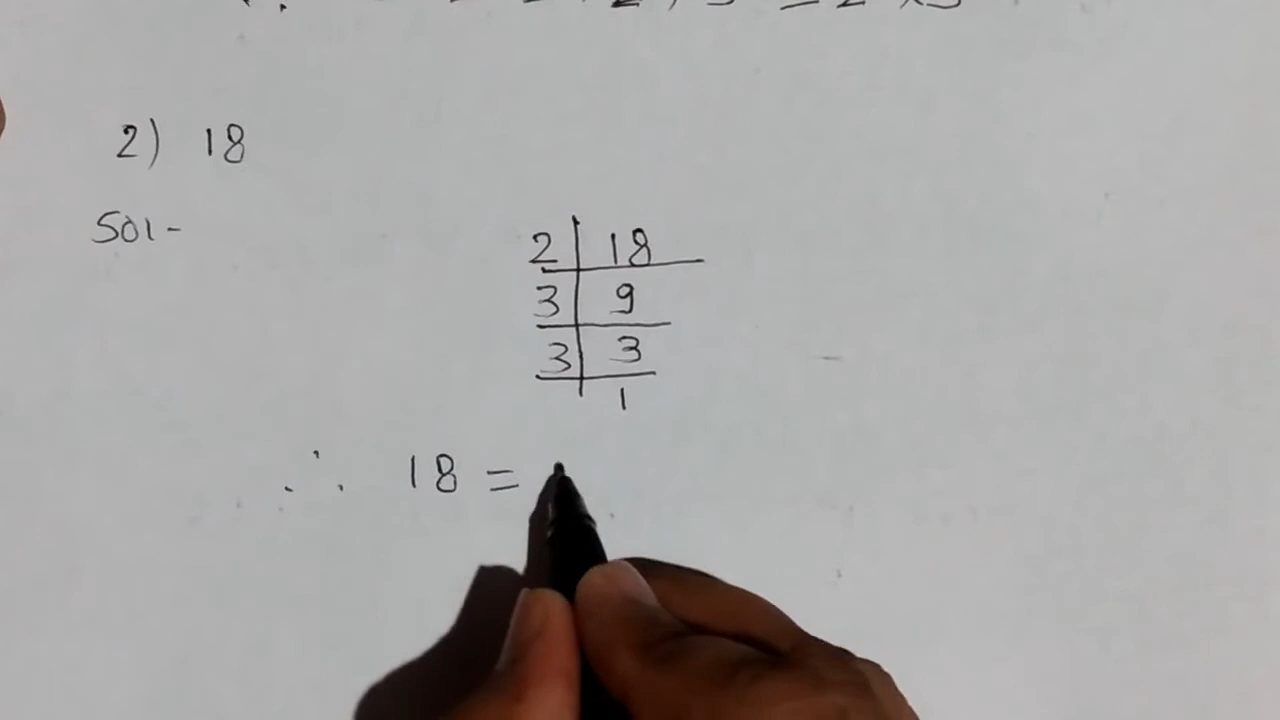 2) 18
Sol-
2 | 18
3 | 9
3 | 3
1
∴ 18 =